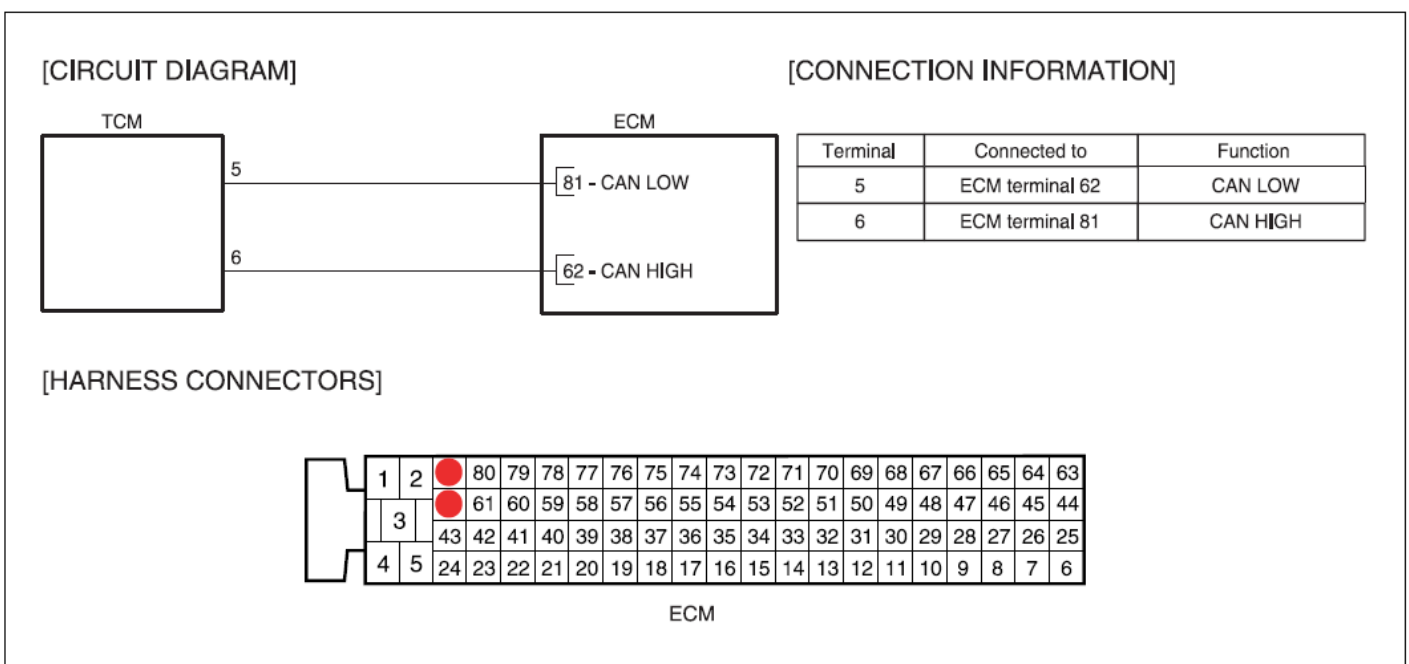 [CIRCUIT DIAGRAM]
[CONNECTION INFORMATION]
TCM
ECM
5
81 - CAN LOW
6
62 - CAN HIGH
Terminal Connected to Function
5 ECM terminal 62 CAN LOW
6 ECM terminal 81 CAN HIGH
[HARNESS CONNECTORS]
1 2 80 79 78 77 76 75 74 73 72 71 70 69 68 67 66 65 64 63
3 61 60 59 58 57 56 55 54 53 52 51 50 49 48 47 46 45 44
43 42 41 40 39 38 37 36 35 34 33 32 31 30 29 28 27 26 25
4 5 24 23 22 21 20 19 18 17 16 15 14 13 12 11 10 9 8 7 6
ECM